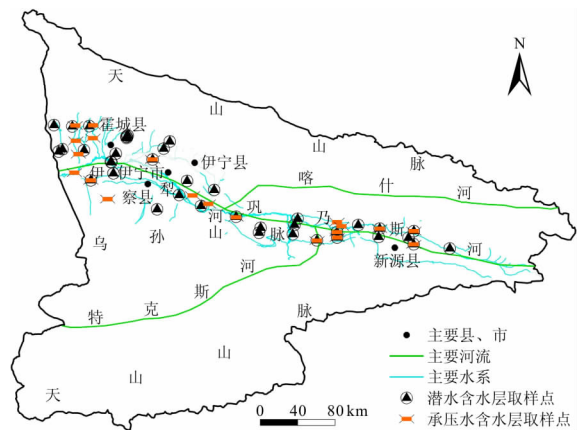 N
天山山脉
霍城县
伊宁县
伊宁市
察县
喀什河
伊犁河
巩乃斯河
乌孙山脉
新源县
特克斯河
天山山脉
主要县、市
主要河流
主要水系
潜水含水层取样点
承压水含水层取样点
0 40 80 km